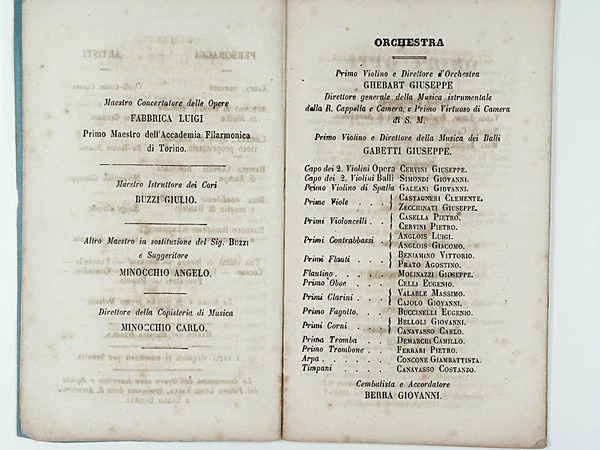 Maestro Concertatore delle Opere
FABBRICA LUIGI
Primo Maestro dell'Accademia Filarmonica
di Torino.
Maestro Istruttore dei Cori
BUZZI GIULIO.
Altro Maestro in sostituzione del Sig. BUZZI
e Suggeritore
MINOCCHIO ANGELO.
Direttore della Copisteria di Musica
MINOCCHIO CARLO.
ORCHESTRA
Primo Violino e Direttore d'Orchestra
GHEBART GIUSEPPE
Direttore generale della Musica istrumentale
della R. Cappella e Camera, e Primo Virtuoso di Camera
di S. M.
Primo Violino e Direttore della Musica dei Balli
GABETTI GIUSEPPE.
Capo dei 2. Violini Opera CERVINI GIUSEPPE.
Capo dei 2. Violini Balli SIMONDI GIOVANNI.
Primo Violino di Spalla GALEANI GIOVANNI.
Prime Viole . . . . { CASTAGNERI CLEMENTE.
ZECCHINATI GIUSEPPE.
Primi Violoncelli . . . { CASELLA PIETRO.
CERVINI PIETRO.
Primi Contrabbassi . . { ANGLOIS LUIGI.
ANGLOIS GIACOMO.
Primi Flauti . . . . { BENIAMINO VITTORIO.
PRATO AGOSTINO.
Flautino . . . . . . MOLINAZZI GIUSEPPE.
Primo Oboe . . . . CELLI EUGENIO.
Primi Clarini . . . . { VALABLE MASSIMO.
CAJOLO GIOVANNI.
Primo Fagotto. . . . BUCCINELLI EUGENIO.
Primi Corni . . . . { BELLOLI GIOVANNI.
CANAVASSO CARLO.
Prima Tromba . . . DEMARCHI CAMILLO.
Primo Trombone . . . FERRARI PIETRO.
Arpa . . . . . . . CONCONE GIAMBATTISTA.
Timpani . . . . . CANAVASSO COSTANZO.
Cembalista e Accordatore
BERRA GIOVANNI.